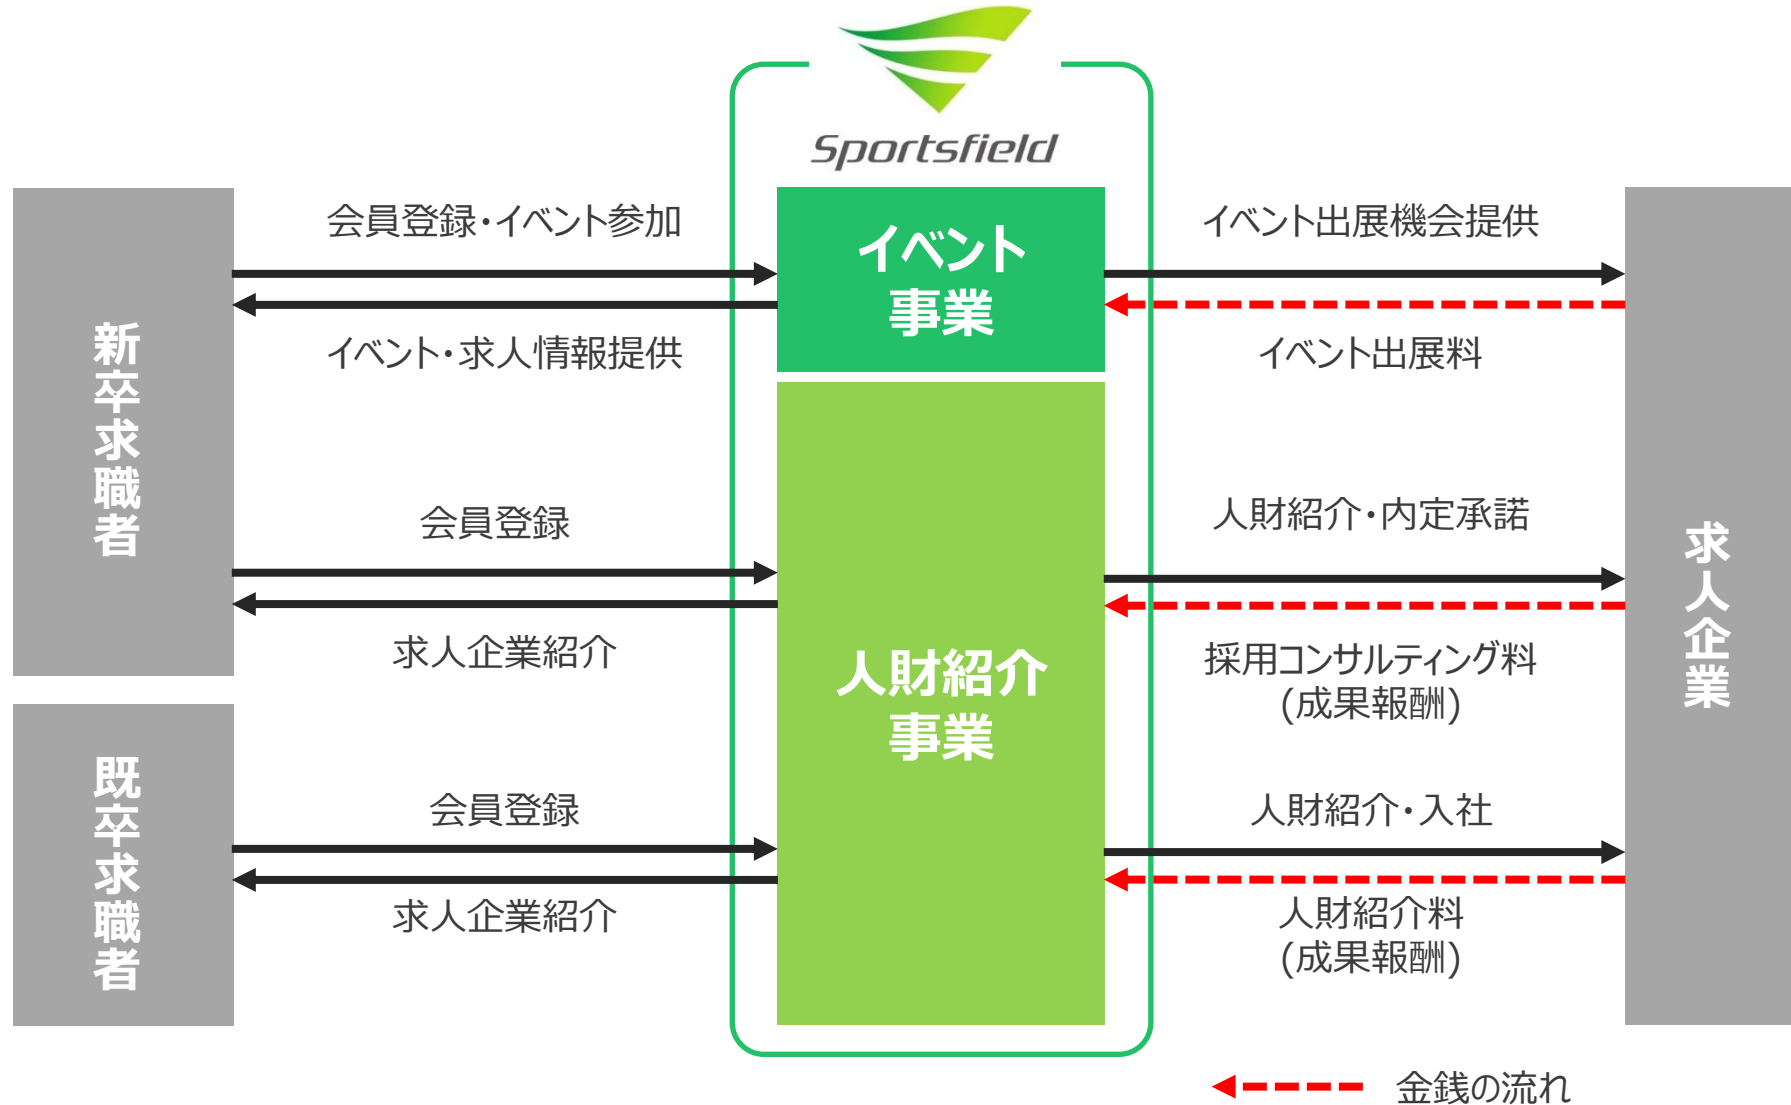 Sportsfield
新卒求職者
既卒求職者
会員登録・イベント参加
イベント・求人情報提供
会員登録
求人企業紹介
会員登録
求人企業紹介
イベント
事業
人財紹介
事業
イベント出展機会提供
イベント出展料
人財紹介・内定承諾
採用コンサルティング料
(成果報酬)
人財紹介・入社
人財紹介料
(成果報酬)
求人企業
金銭の流れ